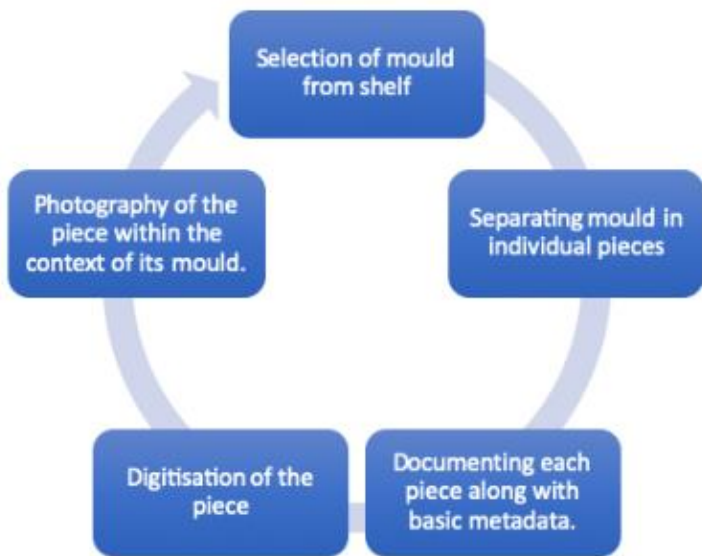 Selection of mould
from shelf
Separating mould in
individual pieces
Documenting each
piece along with
basic metadata.
Digitisation of the
piece
Photography of the
piece within the
context of its mould.